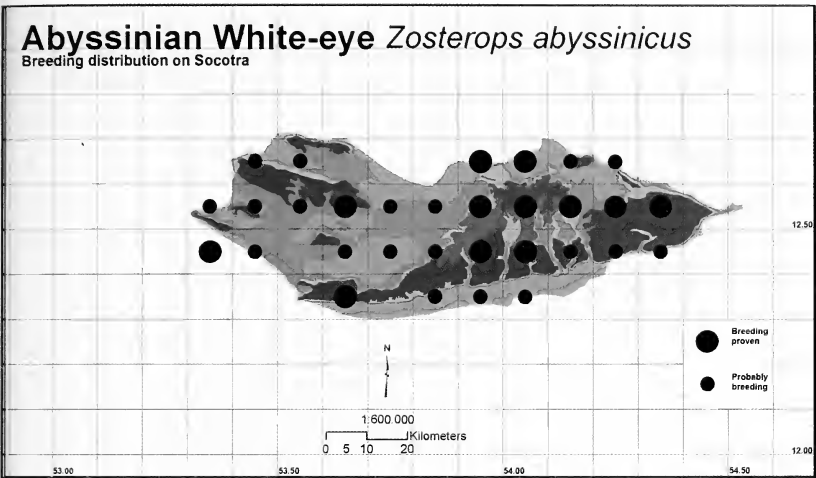 Abyssinian White-eye Zosterops abyssinicus
Breeding distribution on Socotra
12.50
Breeding
proven
N
Probably
breeding
1:600.000
Kilometers
0 5 10 20
12.00
53.00 53.50 54.00 54.50